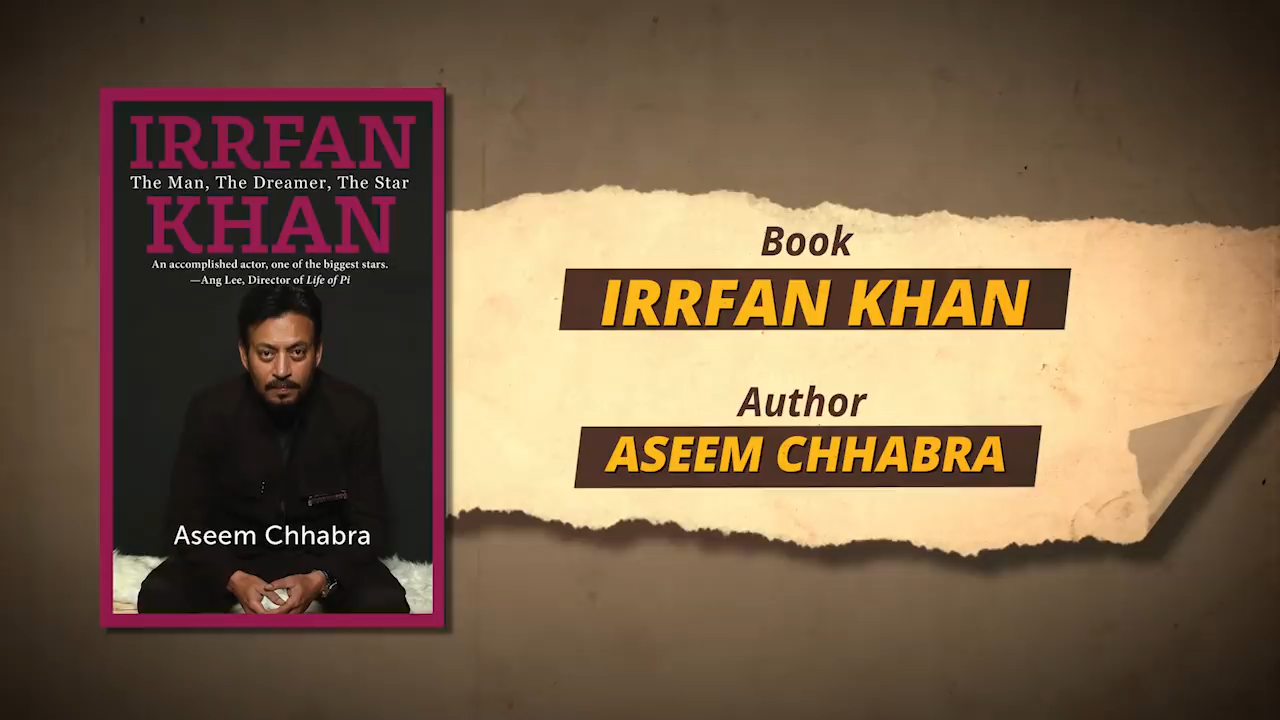 IRRFAN
The Man, The Dreamer, The Star
KHAN
An accomplished actor, one of the biggest stars.
—Ang Lee, Director of Life of Pi
Aseem Chhabra
Book
IRRFAN KHAN
Author
ASEEM CHHABRA